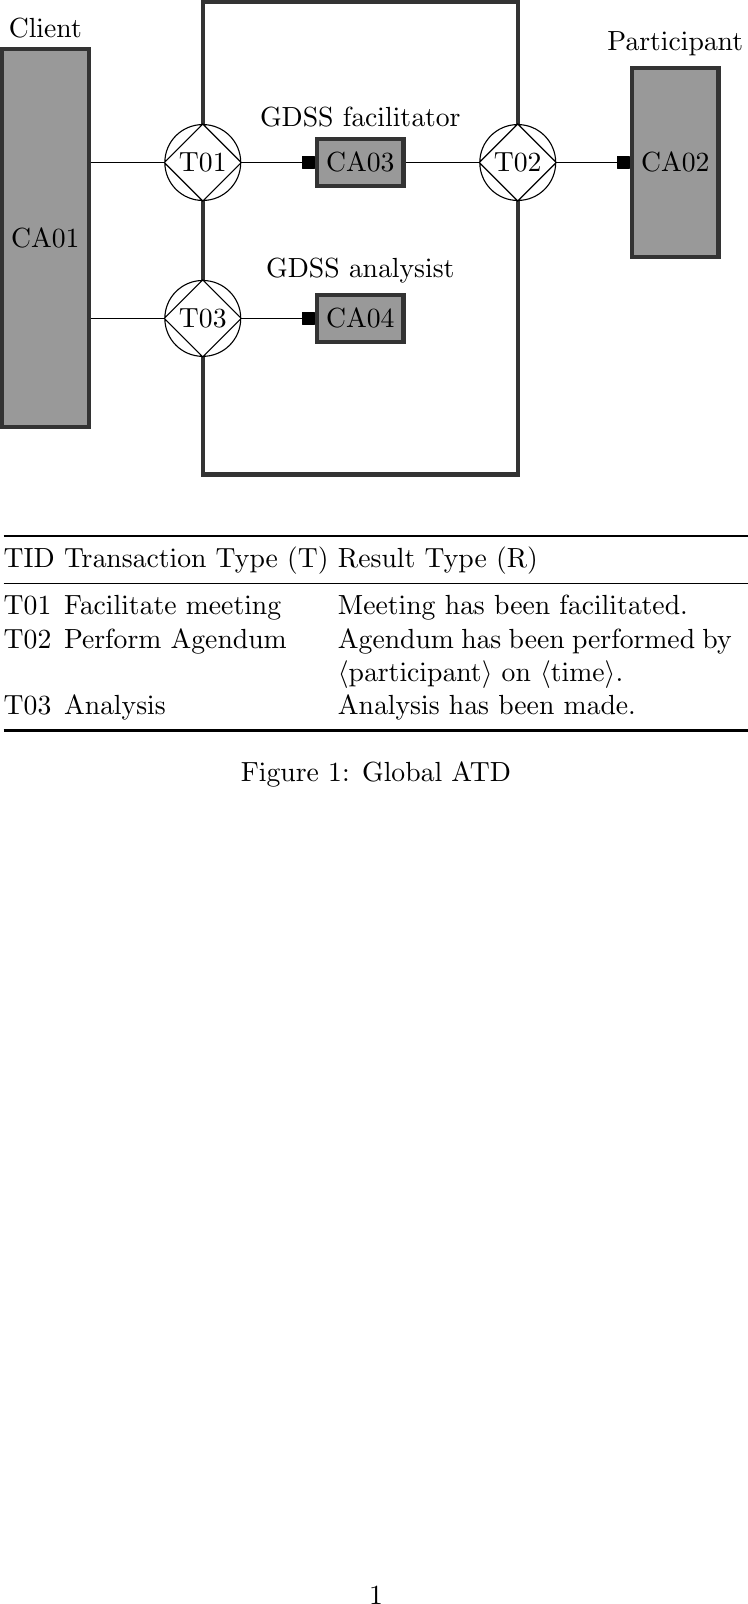 Client
Participant
GDSS facilitator
T01
CA03
T02
CA02
CA01
GDSS analysist
T03
CA04
TID Transaction Type (T) Result Type (R)
T01 Facilitate meeting Meeting has been facilitated.
T02 Perform Agendum Agendum has been performed by
⟨participant⟩ on ⟨time⟩.
T03 Analysis Analysis has been made.
Figure 1: Global ATD
1